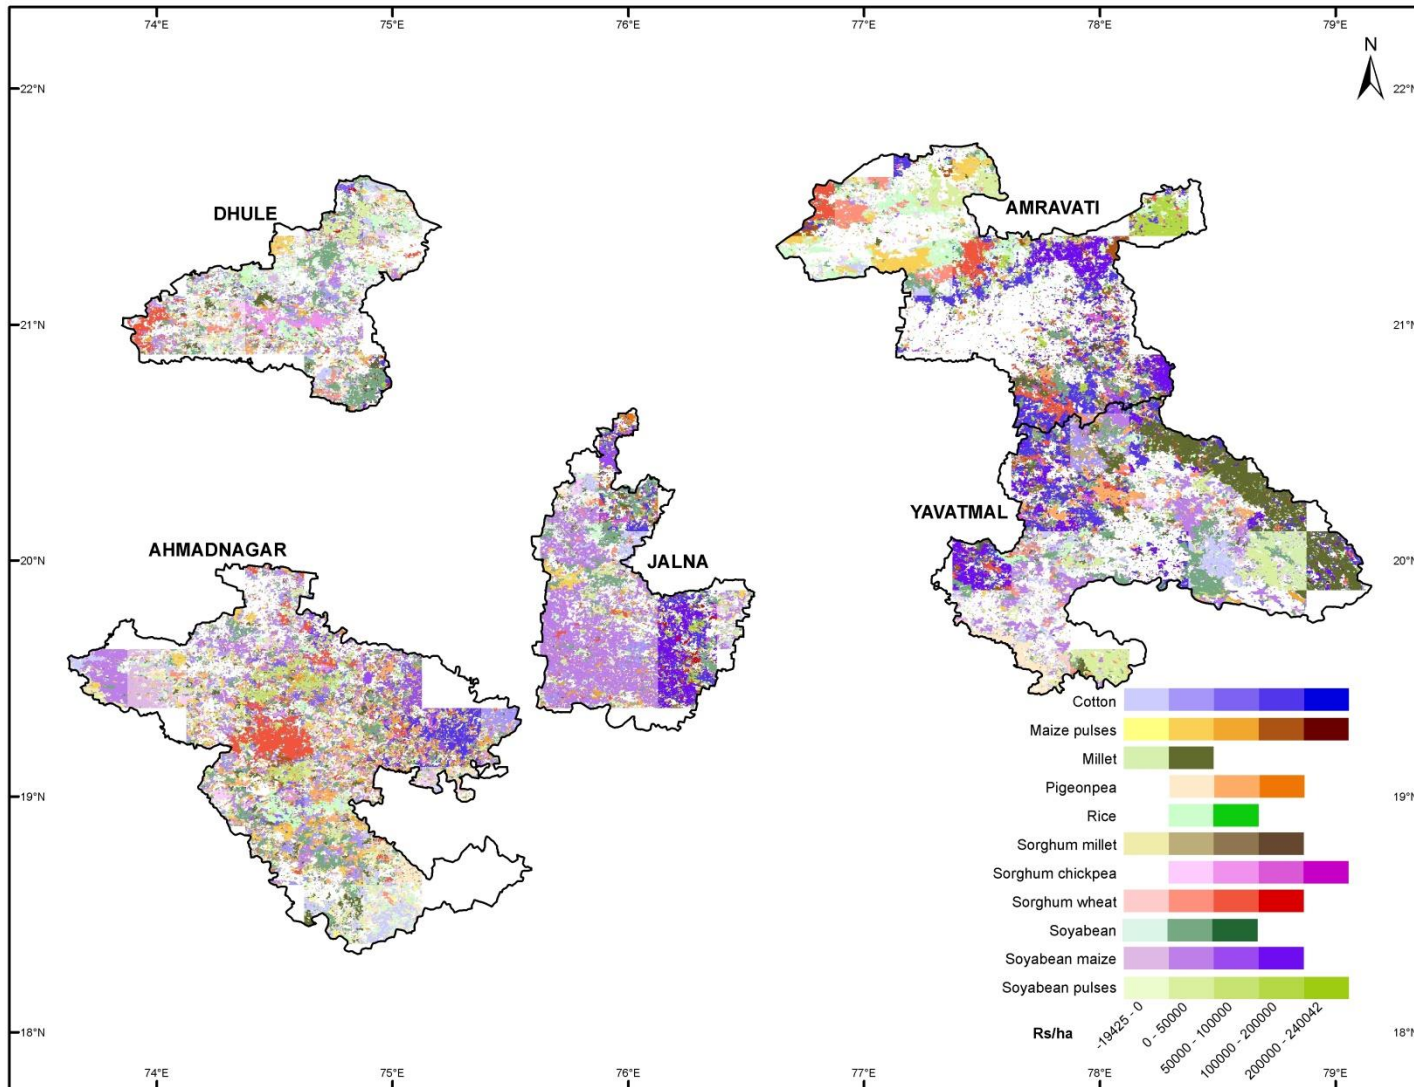 74°E 75°E 76°E 77°E 78°E 79°E
N
22°N 22°N
DHULE AMRAVATI
21°N 21°N
YAVATMAL
AHMADNAGAR JALNA
20°N 20°N
Cotton
Maize pulses
Millet
Pigeonpea
19°N 19°N
Rice
Sorghum millet
Sorghum chickpea
Sorghum wheat
Soyabean
Soyabean maize
Soyabean pulses
Rs/ha -19425 - 0 0 - 50000 50000 - 100000 100000 - 200000 200000 - 240042
18°N 18°N
74°E 75°E 76°E 77°E 78°E 79°E